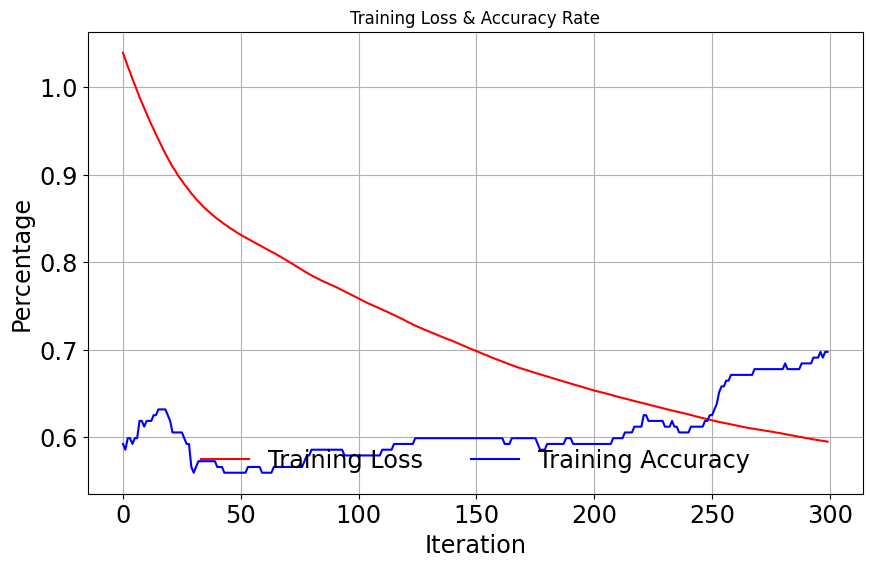 Training Loss & Accuracy Rate
Percentage
1.0
0.9
0.8
0.7
0.6
Training Loss
Training Accuracy
0
50
100
150
200
250
300
Iteration